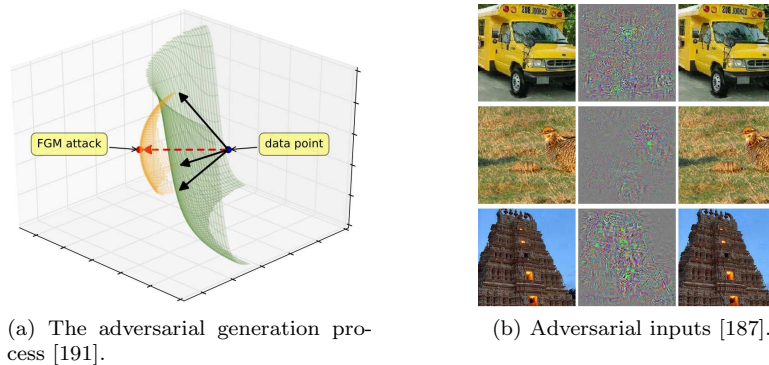 FGM attack
data point
(a) The adversarial generation pro-
cess [191].
(b) Adversarial inputs [187].